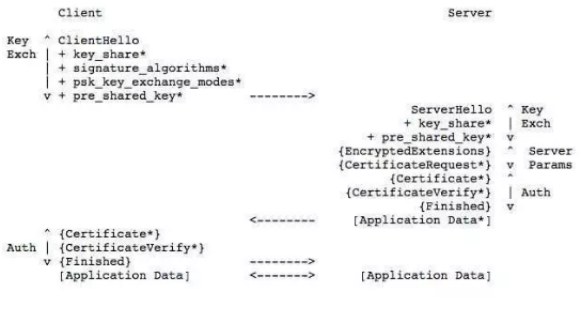 Client Server
Key ^ ClientHello
Exch | + key_share*
| + signature_algorithms*
| + psk_key_exchange_modes*
v + pre_shared_key* -------->
ServerHello ^ Key
+ key_share* | Exch
+ pre_shared_key* v
{EncryptedExtensions} ^ Server
{CertificateRequest*} v Params
{Certificate*} ^
{CertificateVerify*} | Auth
{Finished} v
<-------- [Application Data*]
^ {Certificate*}
Auth | {CertificateVerify*}
v {Finished} -------->
[Application Data] <-------> [Application Data]